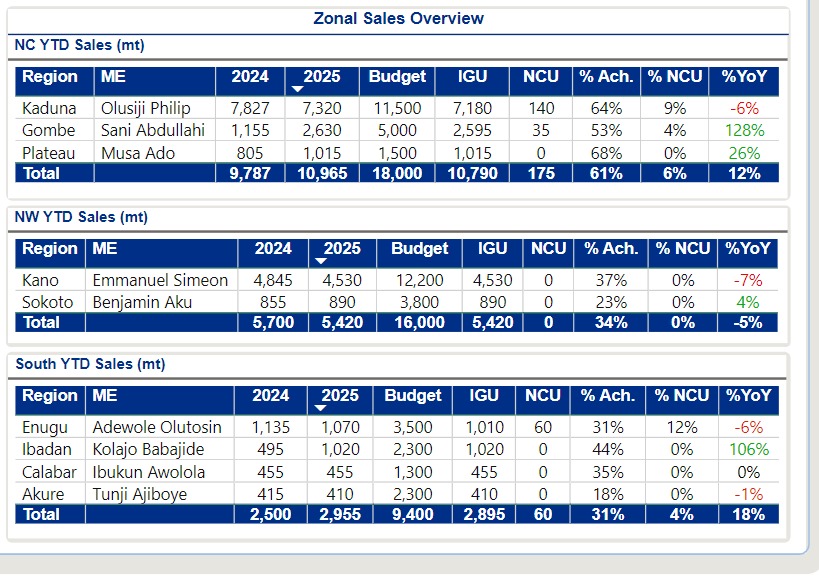 Zonal Sales Overview
NC YTD Sales (mt)
Region ME 2024 2025 Budget IGU NCU % Ach. % NCU %YoY
Kaduna Olusiji Philip 7,827 7,320 11,500 7,180 140 64% 9% -6%
Gombe Sani Abdullahi 1,155 2,630 5,000 2,595 35 53% 4% 128%
Plateau Musa Ado 805 1,015 1,500 1,015 0 68% 0% 26%
Total 9,787 10,965 18,000 10,790 175 61% 6% 12%
NW YTD Sales (mt)
Region ME 2024 2025 Budget IGU NCU % Ach. % NCU %YoY
Kano Emmanuel Simeon 4,845 4,530 12,200 4,530 0 37% 0% -7%
Sokoto Benjamin Aku 855 890 3,800 890 0 23% 0% 4%
Total 5,700 5,420 16,000 5,420 0 34% 0% -5%
South YTD Sales (mt)
Region ME 2024 2025 Budget IGU NCU % Ach. % NCU %YoY
Enugu Adewole Olutosin 1,135 1,070 3,500 1,010 60 31% 12% -6%
Ibadan Kolajo Babajide 495 1,020 2,300 1,020 0 44% 0% 106%
Calabar Ibukun Awolola 455 455 1,300 455 0 35% 0% 0%
Akure Tunji Ajiboye 415 410 2,300 410 0 18% 0% -1%
Total 2,500 2,955 9,400 2,895 60 31% 4% 18%